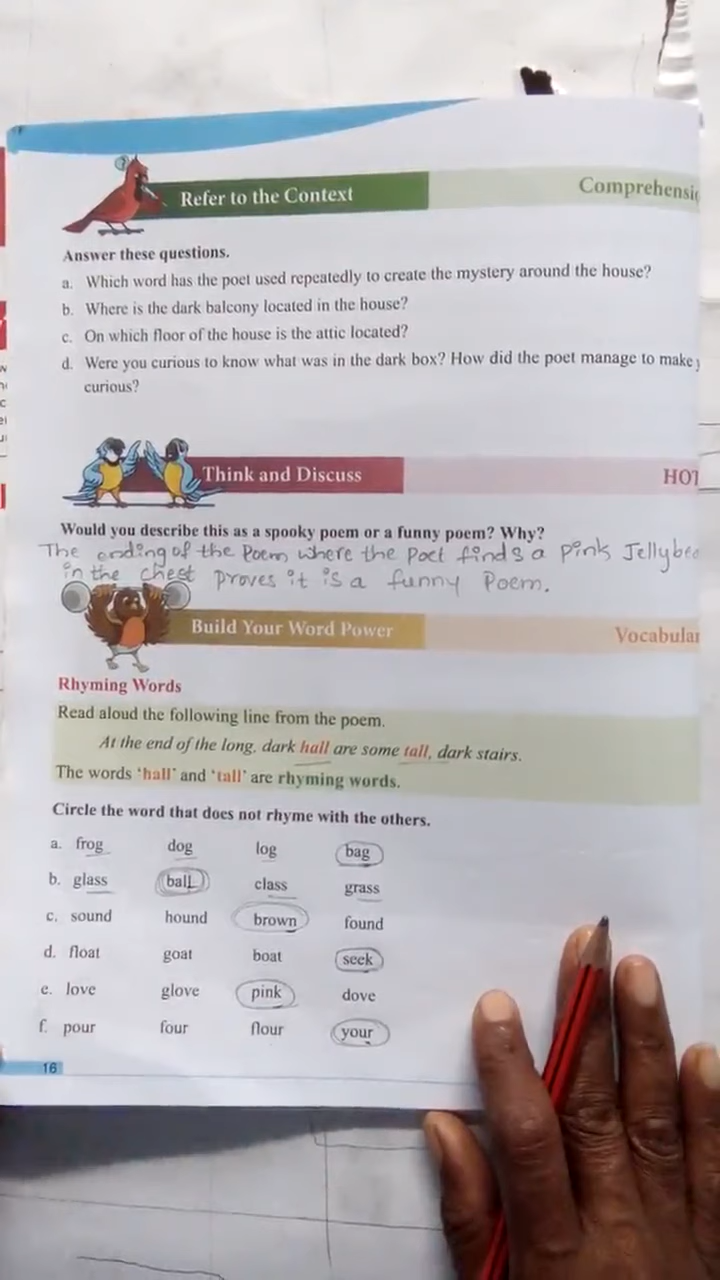 Refer to the Context
Answer these questions.
a. Which word has the poet used repeatedly to create the mystery around the house?
b. Where is the dark balcony located in the house?
c. On which floor of the house is the attic located?
d. Were you curious to know what was in the dark box? How did the poet manage to make
curious?
Think and Discuss
HOT
Would you describe this as a spooky poem or a funny poem? Why?
The ending of the Poem where the Poet finds a pink
in the chest proves it is a funny Poem.
Build Your Word Power
Rhyming Words
Read aloud the following line from the poem.
At the end of the long, dark hall are some tall, dark stairs.
The words 'hall' and 'tall' are rhyming words.
Circle the word that does not rhyme with the others.
a. frog dog log bag
b. glass ball class grass
c. sound hound brown found
d. float goat boat seek
e. love glove pink dove
f. pour four flour your
16